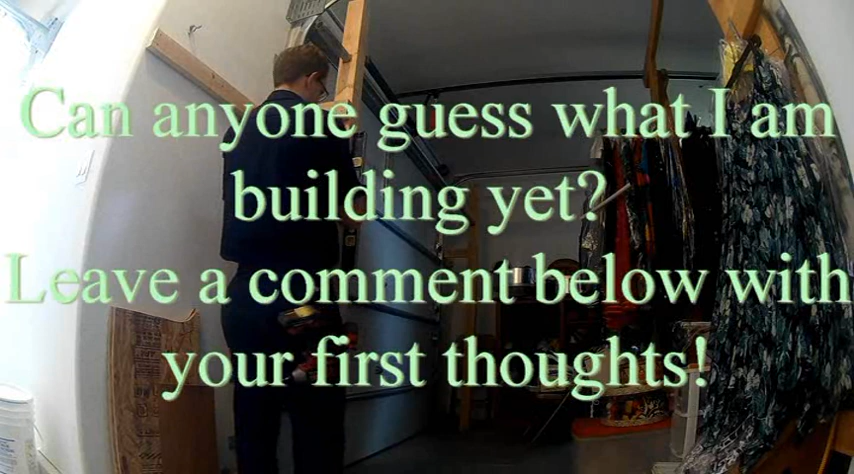 Can anyone guess what I am
building yet?
Leave a comment below with
your first thoughts!